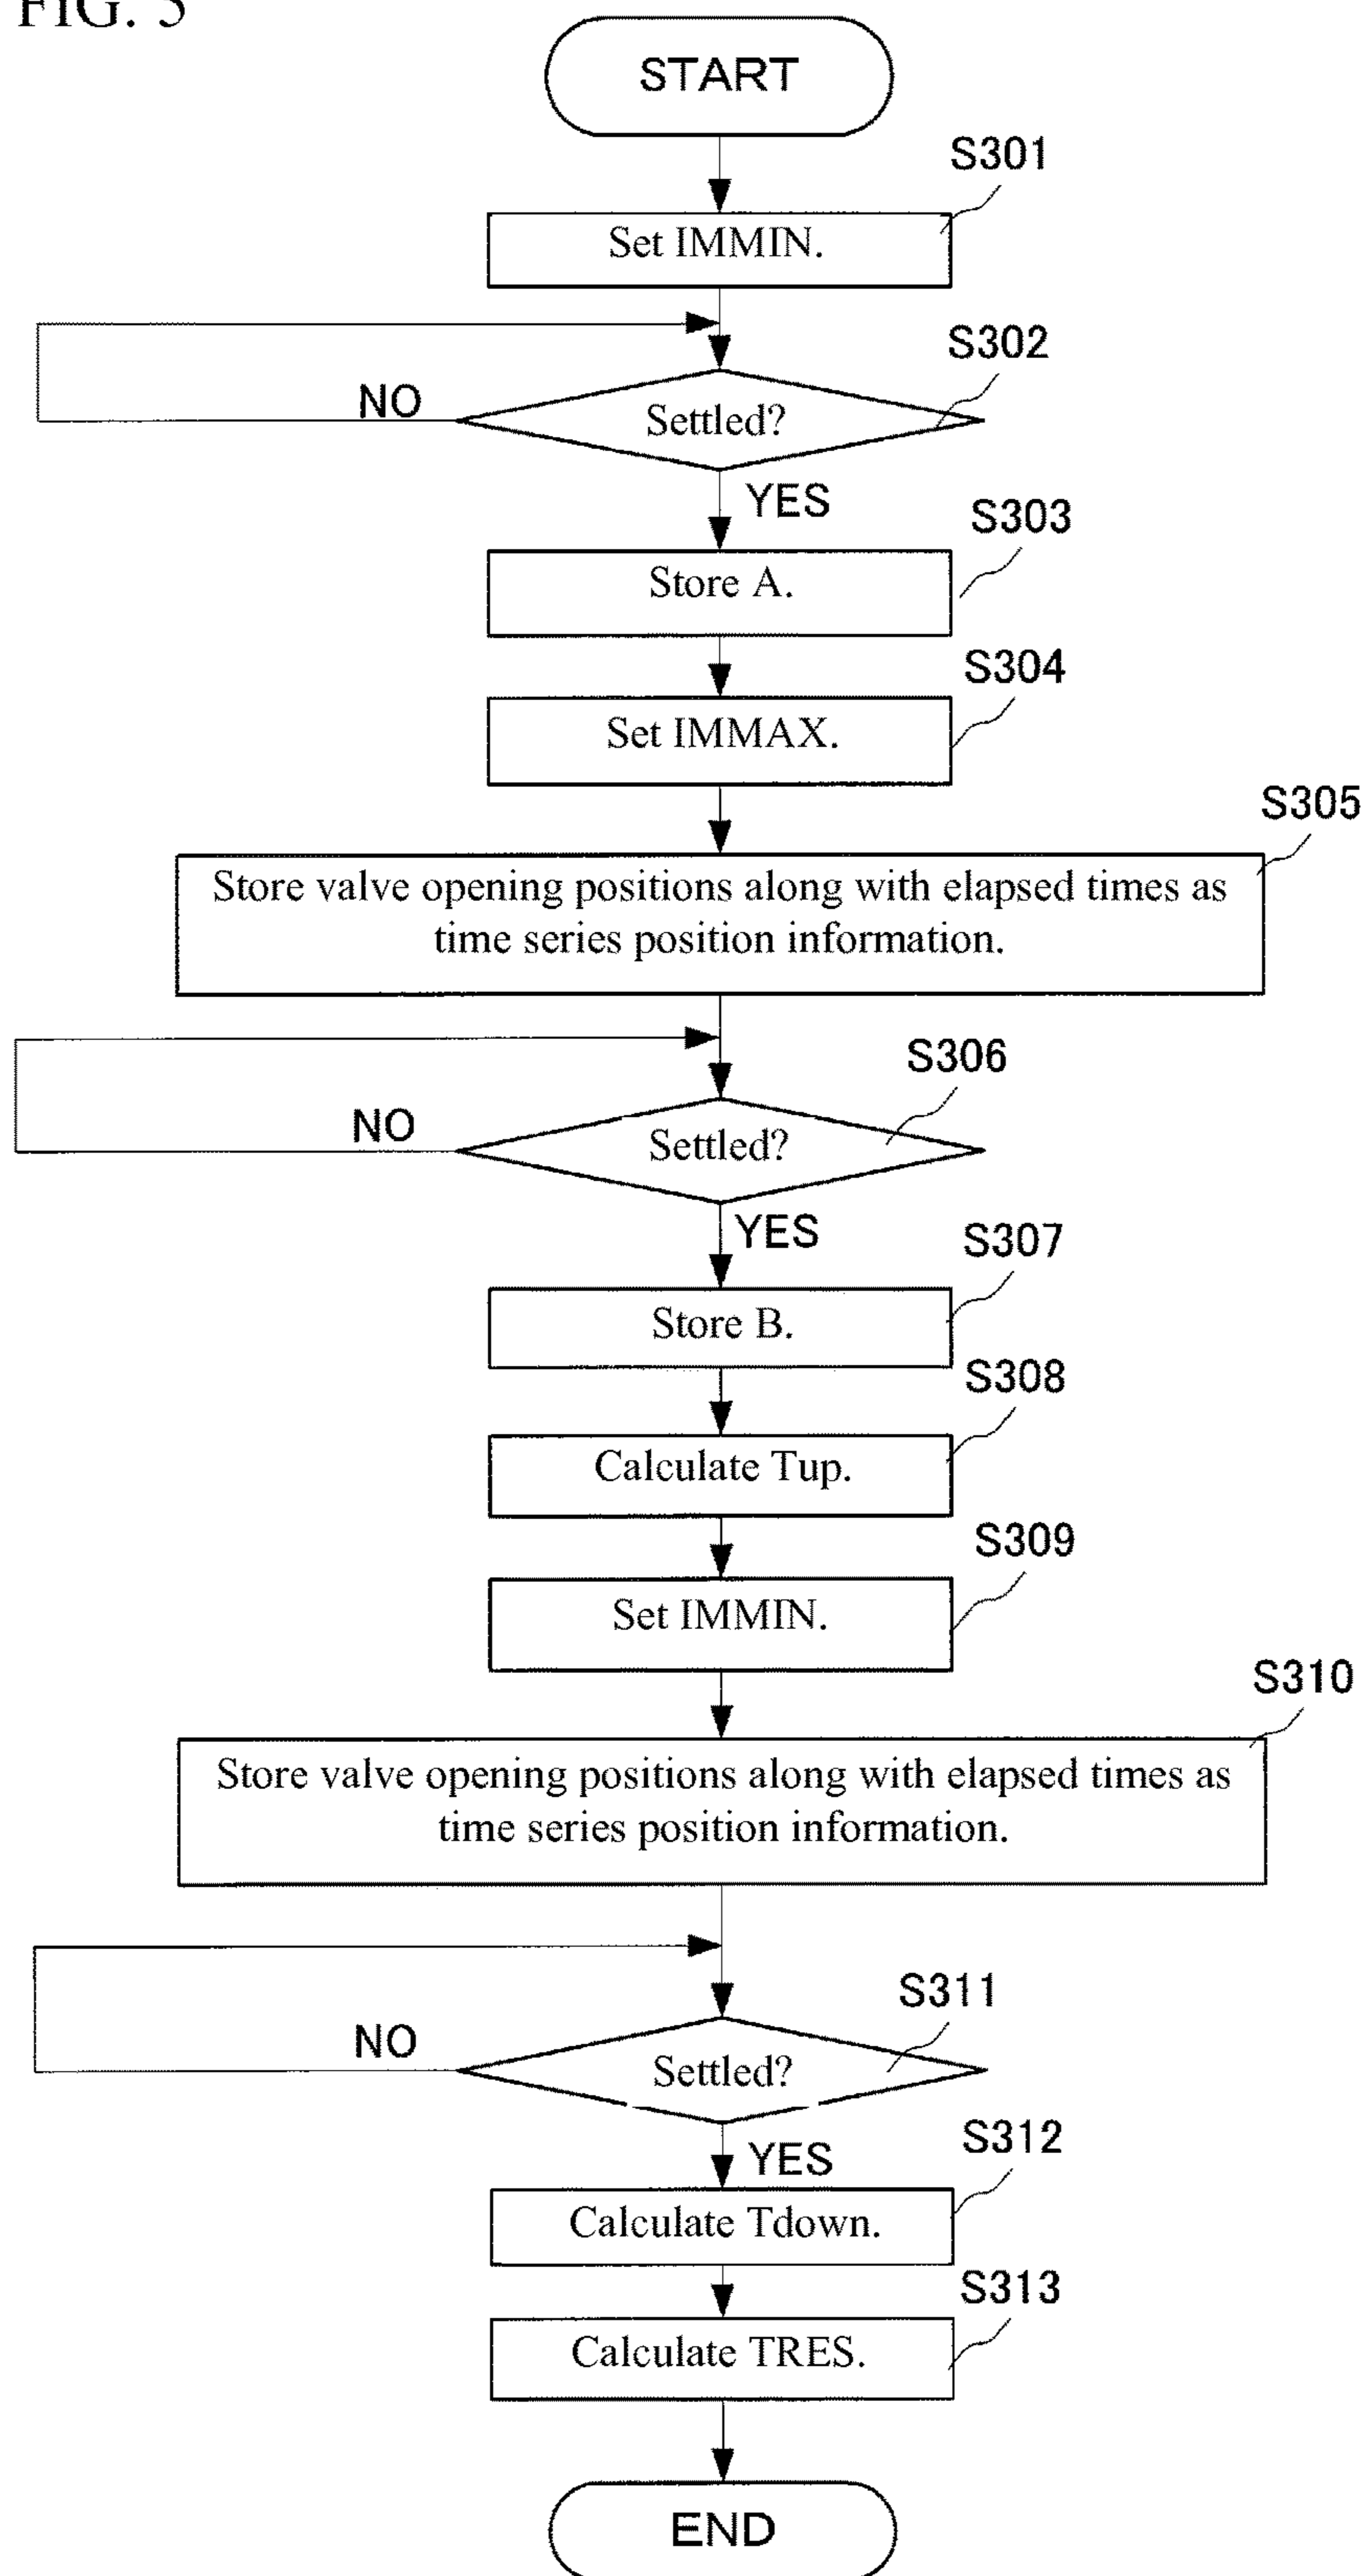 FIG. 5
START
S301
Set IMMIN.
S302
NO
Settled?
YES
S303
Store A.
S304
Set IMMAX.
S305
Store valve opening positions along with elapsed times as
time series position information.
S306
NO
Settled?
YES
S307
Store B.
S308
Calculate Tup.
S309
Set IMMIN.
S310
Store valve opening positions along with elapsed times as
time series position information.
S311
NO
Settled?
YES
S312
Calculate Tdown.
S313
Calculate TRES.
END